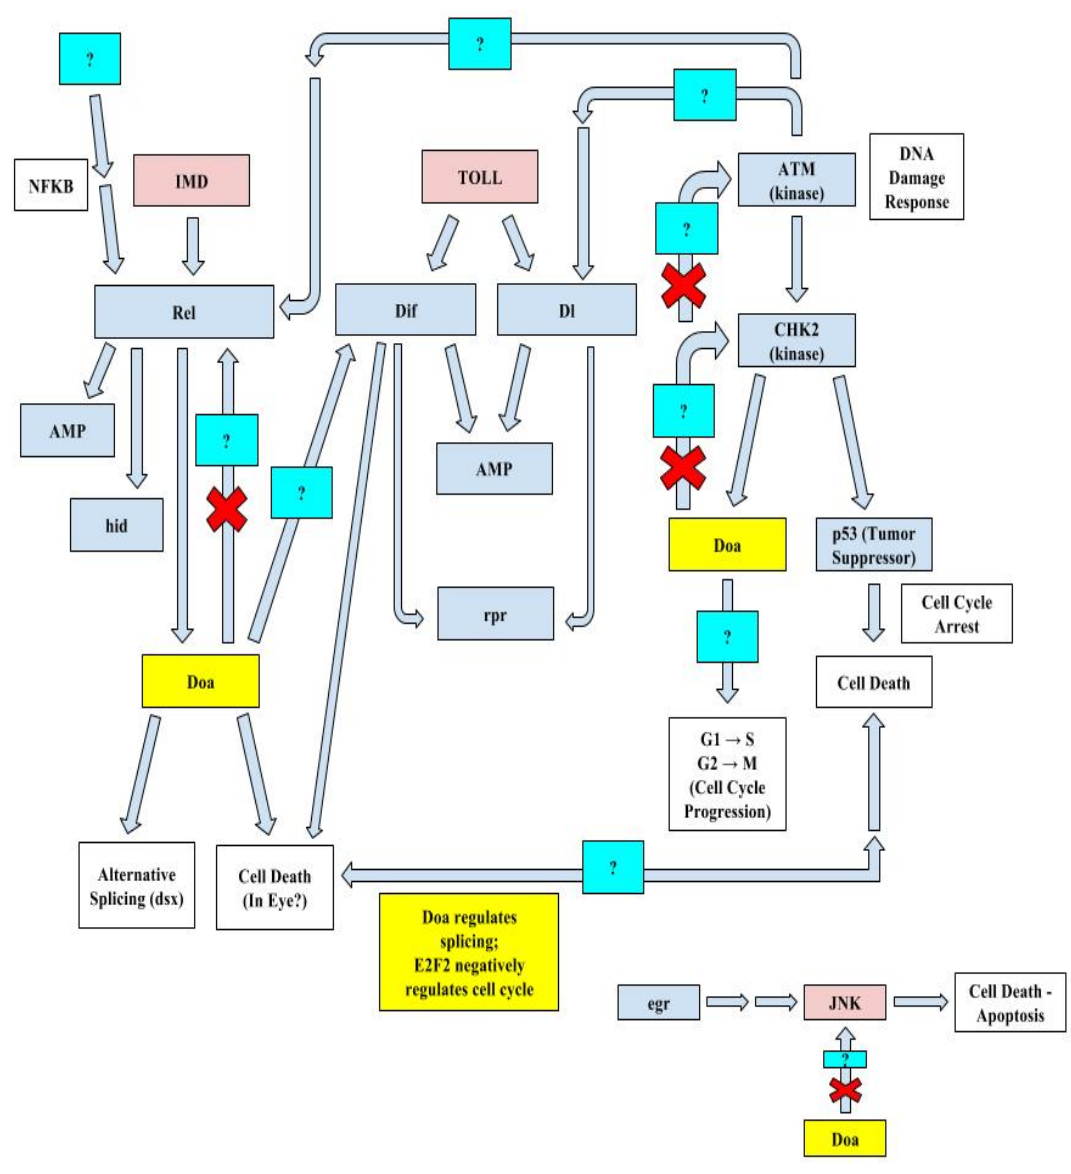 ?
?
?
NFKB
IMD
TOLL
ATM
(kinase)
DNA
Damage
Response
?
Rel
Dif
Dl
CHK2
(kinase)
AMP
?
?
AMP
?
hid
Doa
p53 (Tumor
Suppressor)
rpr
?
Cell Cycle
Arrest
Doa
Cell Death
G1 → S
G2 → M
(Cell Cycle
Progression)
Alternative
Splicing (dsx)
Cell Death
(In Eye?)
?
Doa regulates
splicing;
E2F2 negatively
regulates cell cycle
egr
JNK
Cell Death -
Apoptosis
?
Doa